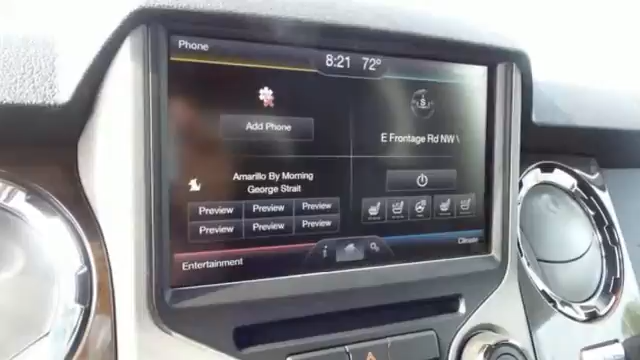 Phone
8:21 72°
Add Phone
S
E Frontage Rd NW \
Amarillo By Morning
George Strait
Preview Preview Preview
Preview Preview Preview
Entertainment
Climate